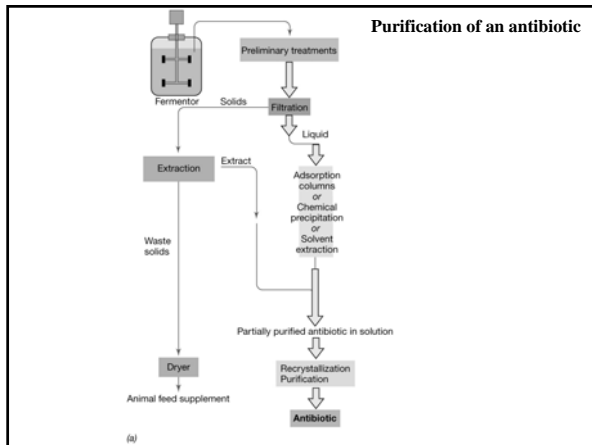 Purification of an antibiotic
Preliminary treatments
Fermentor
Solids
Filtration
Liquid
Extraction
Extract
Adsorption
columns
or
Chemical
precipitation
or
Solvent
extraction
Waste
solids
Partially purified antibiotic in solution
Dryer
Recrystallization
Purification
Animal feed supplement
Antibiotic
(a)